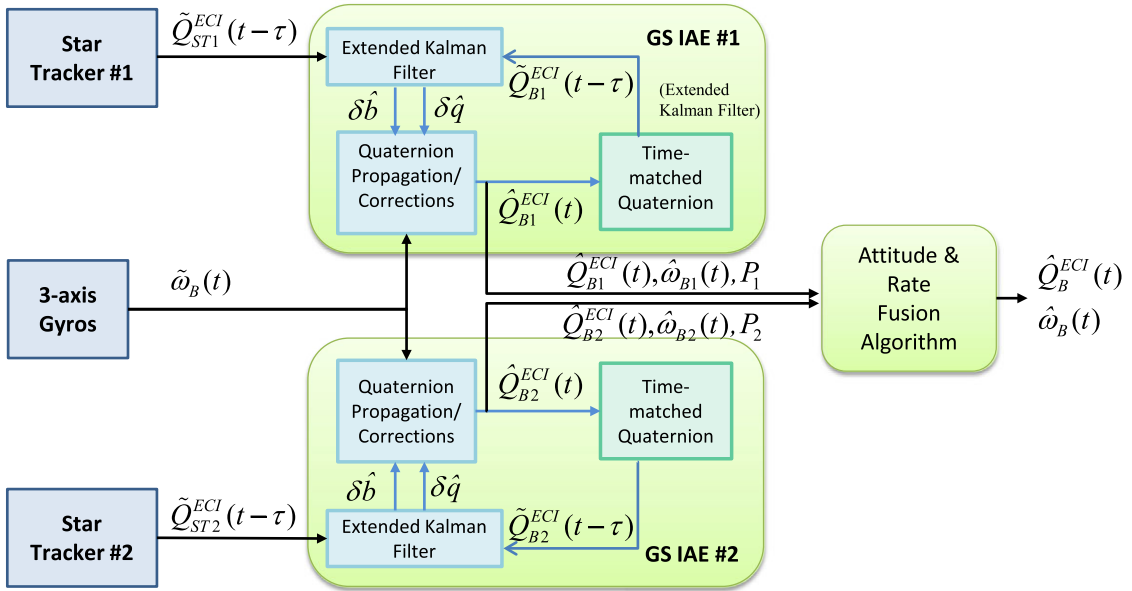 Star
Tracker #1
Q̃_{ST1}^{ECI}(t−τ)
GS IAE #1
Extended Kalman
Filter
Q̃_{B1}^{ECI}(t−τ)
(Extended
Kalman Filter)
δb̂
δq̂
Quaternion
Propagation/
Corrections
Q̂_{B1}^{ECI}(t)
Time-
matched
Quaternion
3-axis
Gyros
ω̃_B(t)
Q̂_{B1}^{ECI}(t), ω̂_{B1}(t), P_1
Q̂_{B2}^{ECI}(t), ω̂_{B2}(t), P_2
Attitude &
Rate
Fusion
Algorithm
Q̂_B^{ECI}(t)
ω̂_B(t)
Quaternion
Propagation/
Corrections
Q̂_{B2}^{ECI}(t)
Time-
matched
Quaternion
δb̂
δq̂
Star
Tracker #2
Q̃_{ST2}^{ECI}(t−τ)
Extended Kalman
Filter
Q̃_{B2}^{ECI}(t−τ)
GS IAE #2